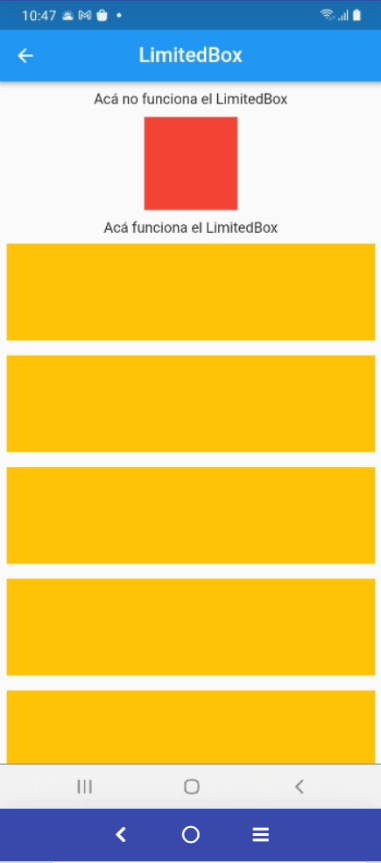 10:47
LimitedBox
Acá no funciona el LimitedBox
Acá funciona el LimitedBox